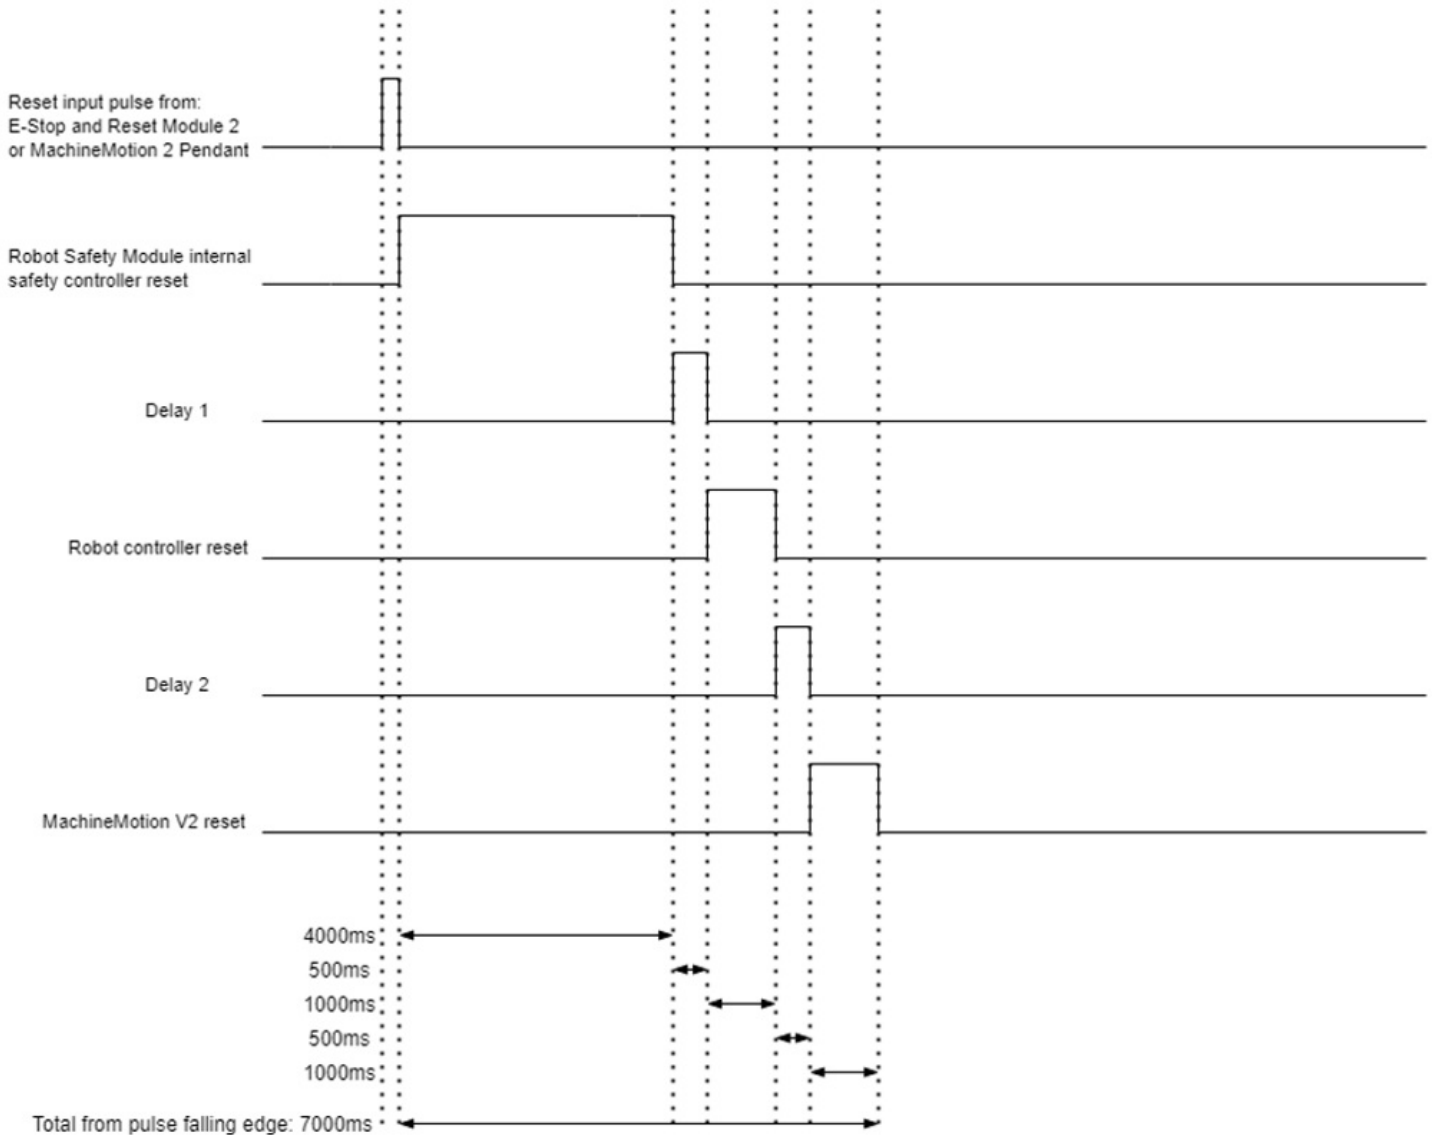 Reset input pulse from:
E-Stop and Reset Module 2
or MachineMotion 2 Pendant
Robot Safety Module internal
safety controller reset
Delay 1
Robot controller reset
Delay 2
MachineMotion V2 reset
4000ms
500ms
1000ms
500ms
1000ms
Total from pulse falling edge: 7000ms